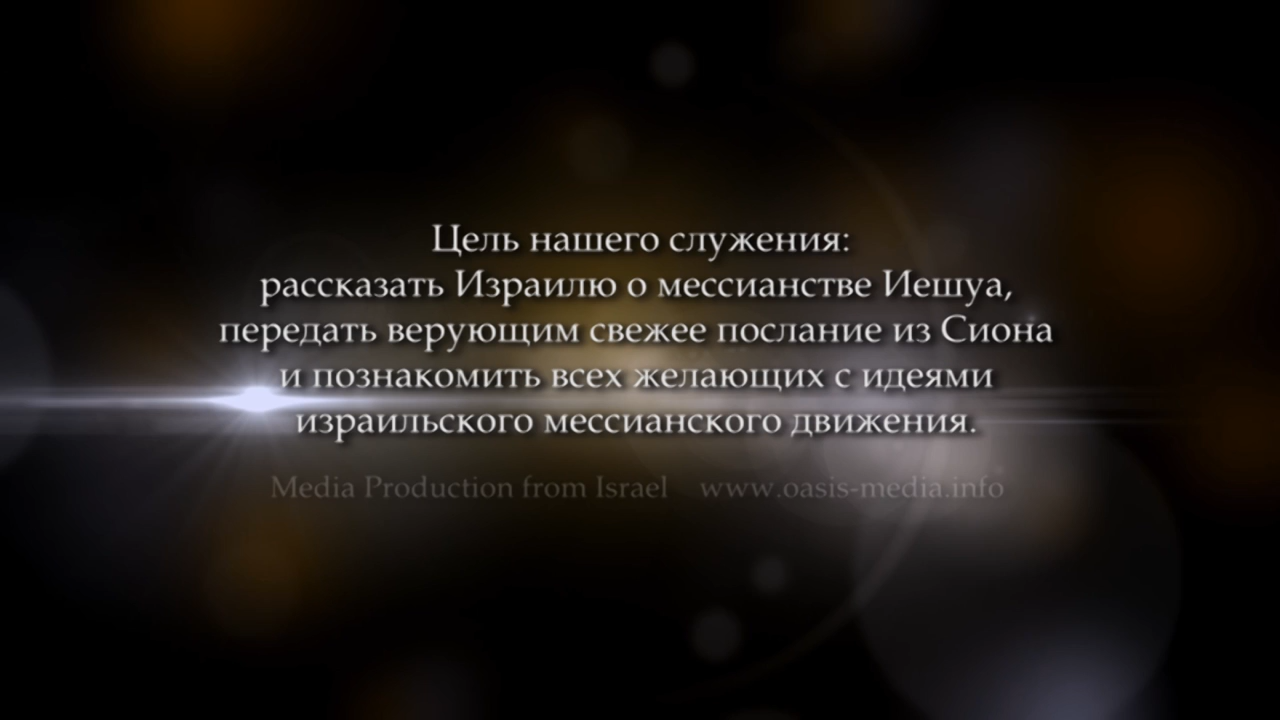 Цель нашего служения:
рассказать Израилю о мессианстве Иешуа,
передать верующим свежее послание из Сиона
и познакомить всех желающих с идеями
израильского мессианского движения.
Media Production from Israel www.oasis-media.info